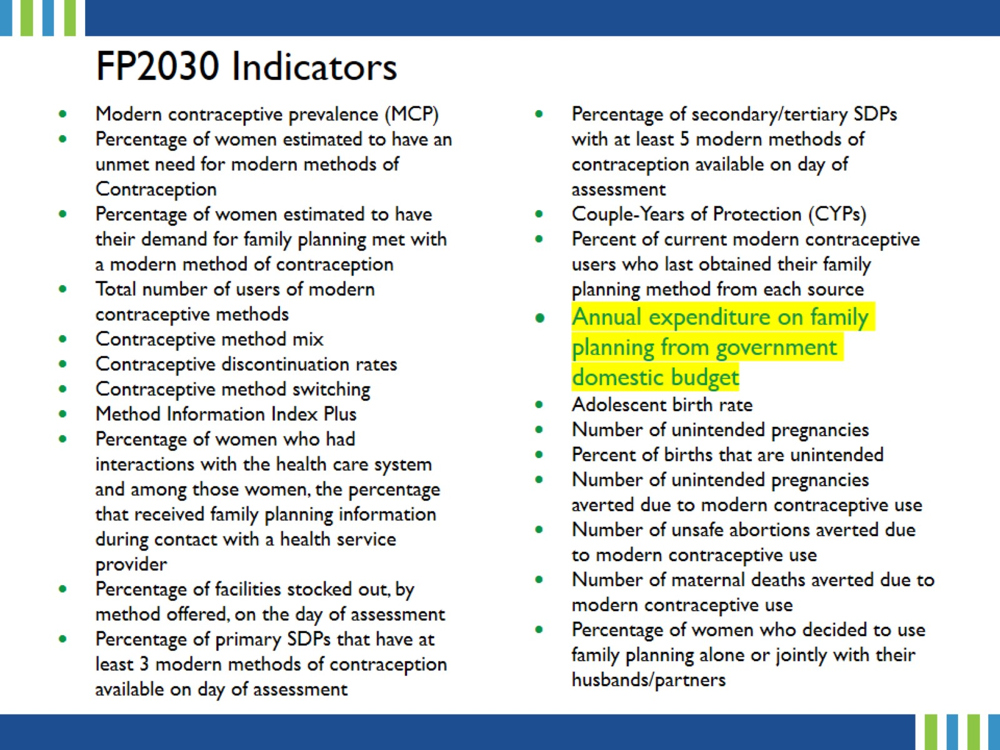 FP2030 Indicators
• Modern contraceptive prevalence (MCP)
• Percentage of women estimated to have an
unmet need for modern methods of
Contraception
• Percentage of women estimated to have
their demand for family planning met with
a modern method of contraception
• Total number of users of modern
contraceptive methods
• Contraceptive method mix
• Contraceptive discontinuation rates
• Contraceptive method switching
• Method Information Index Plus
• Percentage of women who had
interactions with the health care system
and among those women, the percentage
that received family planning information
during contact with a health service
provider
• Percentage of facilities stocked out, by
method offered, on the day of assessment
• Percentage of primary SDPs that have at
least 3 modern methods of contraception
available on day of assessment
• Percentage of secondary/tertiary SDPs
with at least 5 modern methods of
contraception available on day of
assessment
• Couple-Years of Protection (CYPs)
• Percent of current modern contraceptive
users who last obtained their family
planning method from each source
• Annual expenditure on family
planning from government
domestic budget
• Adolescent birth rate
• Number of unintended pregnancies
• Percent of births that are unintended
• Number of unintended pregnancies
averted due to modern contraceptive use
• Number of unsafe abortions averted due
to modern contraceptive use
• Number of maternal deaths averted due to
modern contraceptive use
• Percentage of women who decided to use
family planning alone or jointly with their
husbands/partners